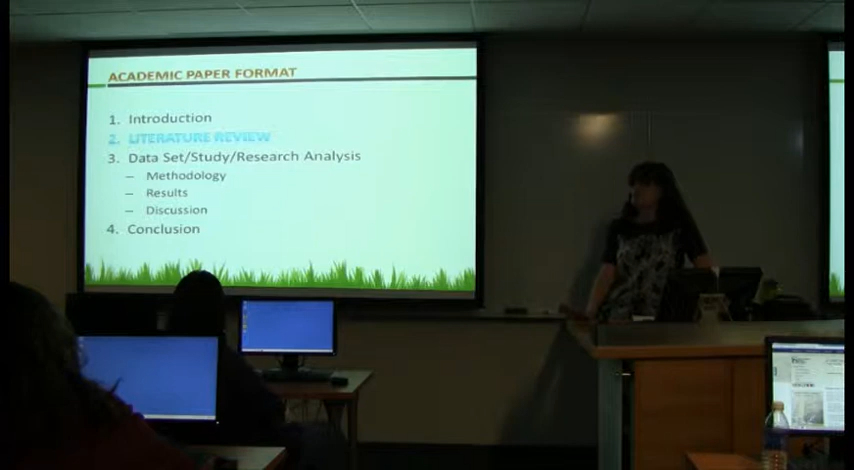 ACADEMIC PAPER FORMAT
1. Introduction
2. LITERATURE REVIEW
3. Data Set/Study/Research Analysis
– Methodology
– Results
– Discussion
4. Conclusion